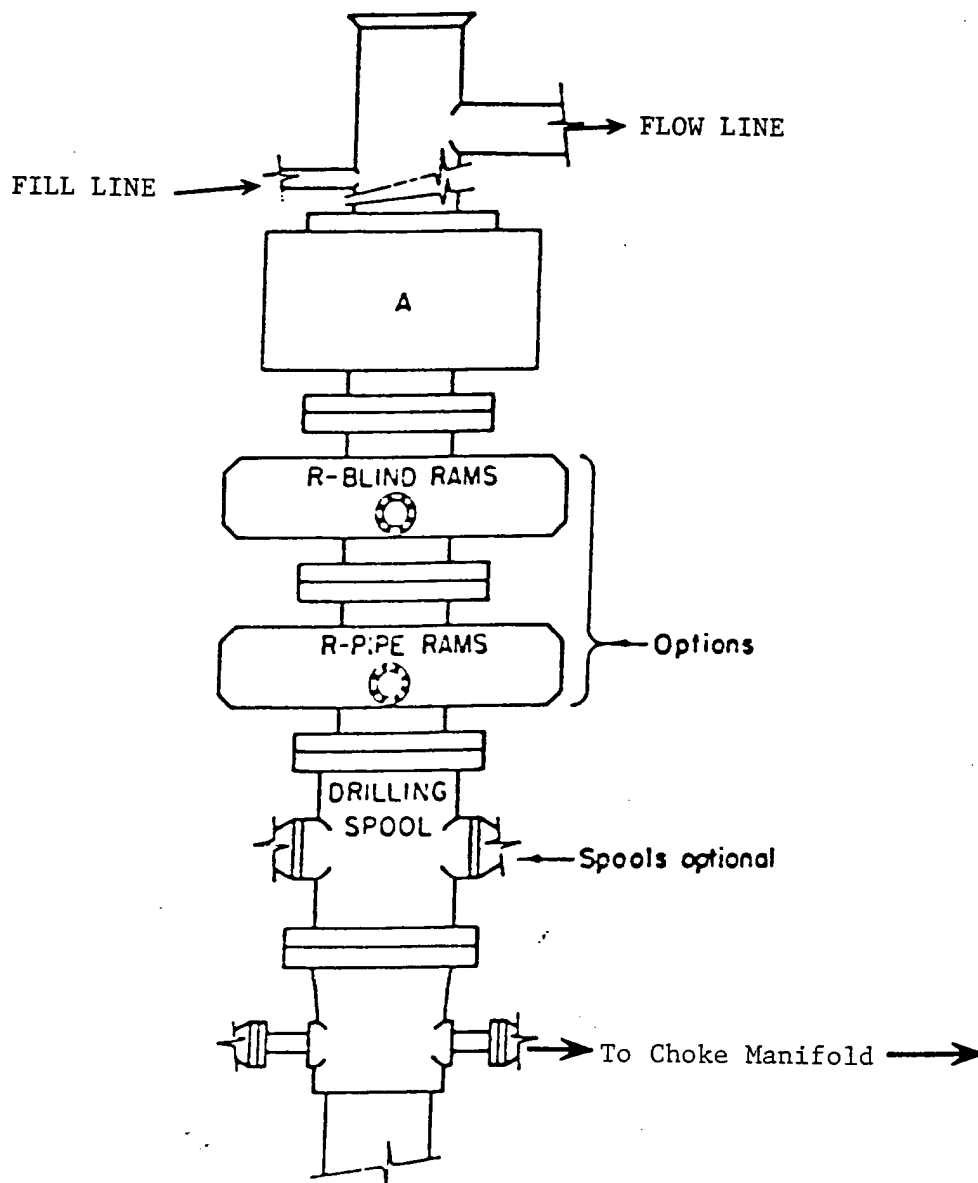 FLOW LINE
FILL LINE
A
R-BLIND RAMS
R-PIPE RAMS
Options
DRILLING
SPOOL
Spools optional
To Choke Manifold